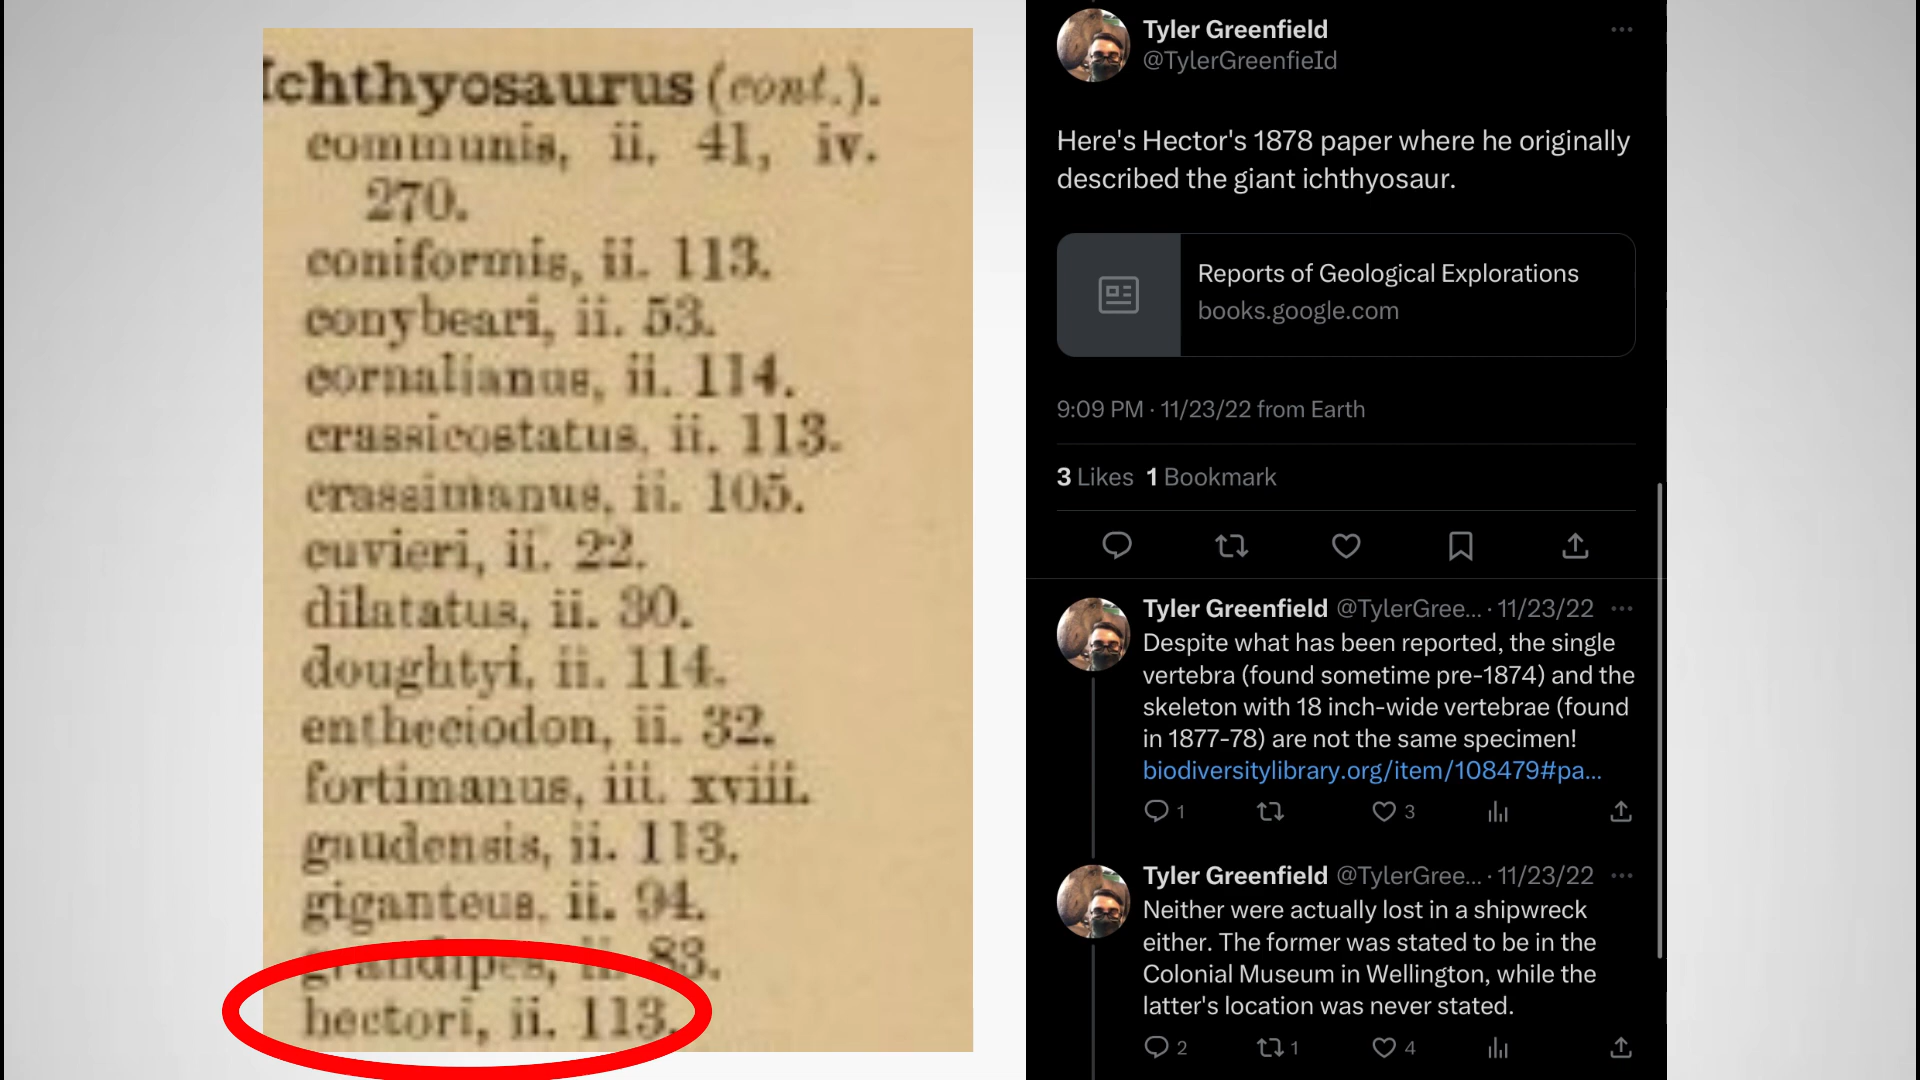 Ichthyosaurus (cont.).
communis, ii. 41, iv.
270.
coniformis, ii. 113.
conybeari, ii. 53.
cornalianus, ii. 114.
crassicostatus, ii. 113.
crassimanus, ii. 105.
cuvieri, ii. 22.
dilatatus, ii. 30.
doughtyi, ii. 114.
entheciodon, ii. 32.
fortimanus, iii. xviii.
gaudensis, ii. 113.
giganteus, ii. 94.
grandipes, ii. 83.
hectori, ii. 113.
Tyler Greenfield
@TylerGreenfieId
Here's Hector's 1878 paper where he originally
described the giant ichthyosaur.
Reports of Geological Explorations
books.google.com
9:09 PM · 11/23/22 from Earth
3 Likes 1 Bookmark
Tyler Greenfield @TylerGree... · 11/23/22
Despite what has been reported, the single
vertebra (found sometime pre-1874) and the
skeleton with 18 inch-wide vertebrae (found
in 1877-78) are not the same specimen!
biodiversitylibrary.org/item/108479#pa...
1 3
Tyler Greenfield @TylerGree... · 11/23/22
Neither were actually lost in a shipwreck
either. The former was stated to be in the
Colonial Museum in Wellington, while the
latter's location was never stated.
2 1 4